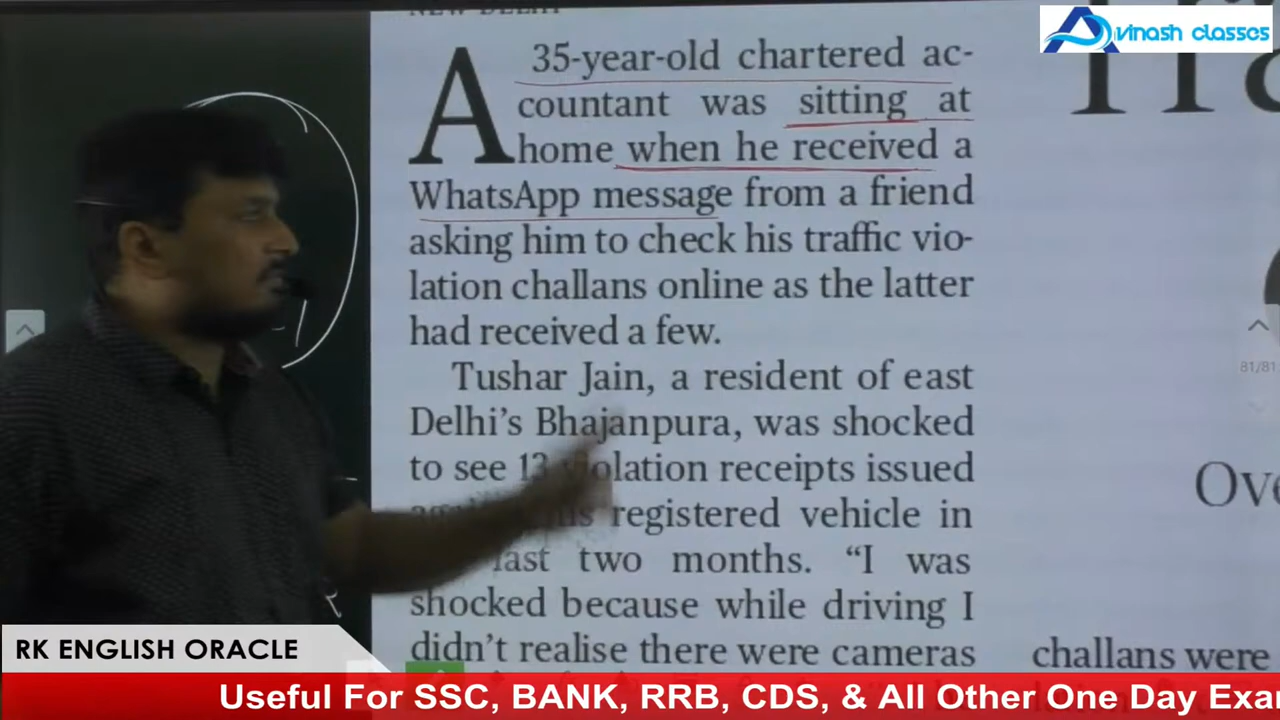 NEW DELHI
vinash classes
A 35-year-old chartered ac-
countant was sitting at
home when he received a
WhatsApp message from a friend
asking him to check his traffic vio-
lation challans online as the latter
had received a few.
Tushar Jain, a resident of east
Delhi's Bhajanpura, was shocked
to see 13 violation receipts issued
registered vehicle in
last two months. "I was
shocked because while driving I
didn't realise there were cameras
81/81
Ove
challans were
RK ENGLISH ORACLE
Useful For SSC, BANK, RRB, CDS, & All Other One Day Exa